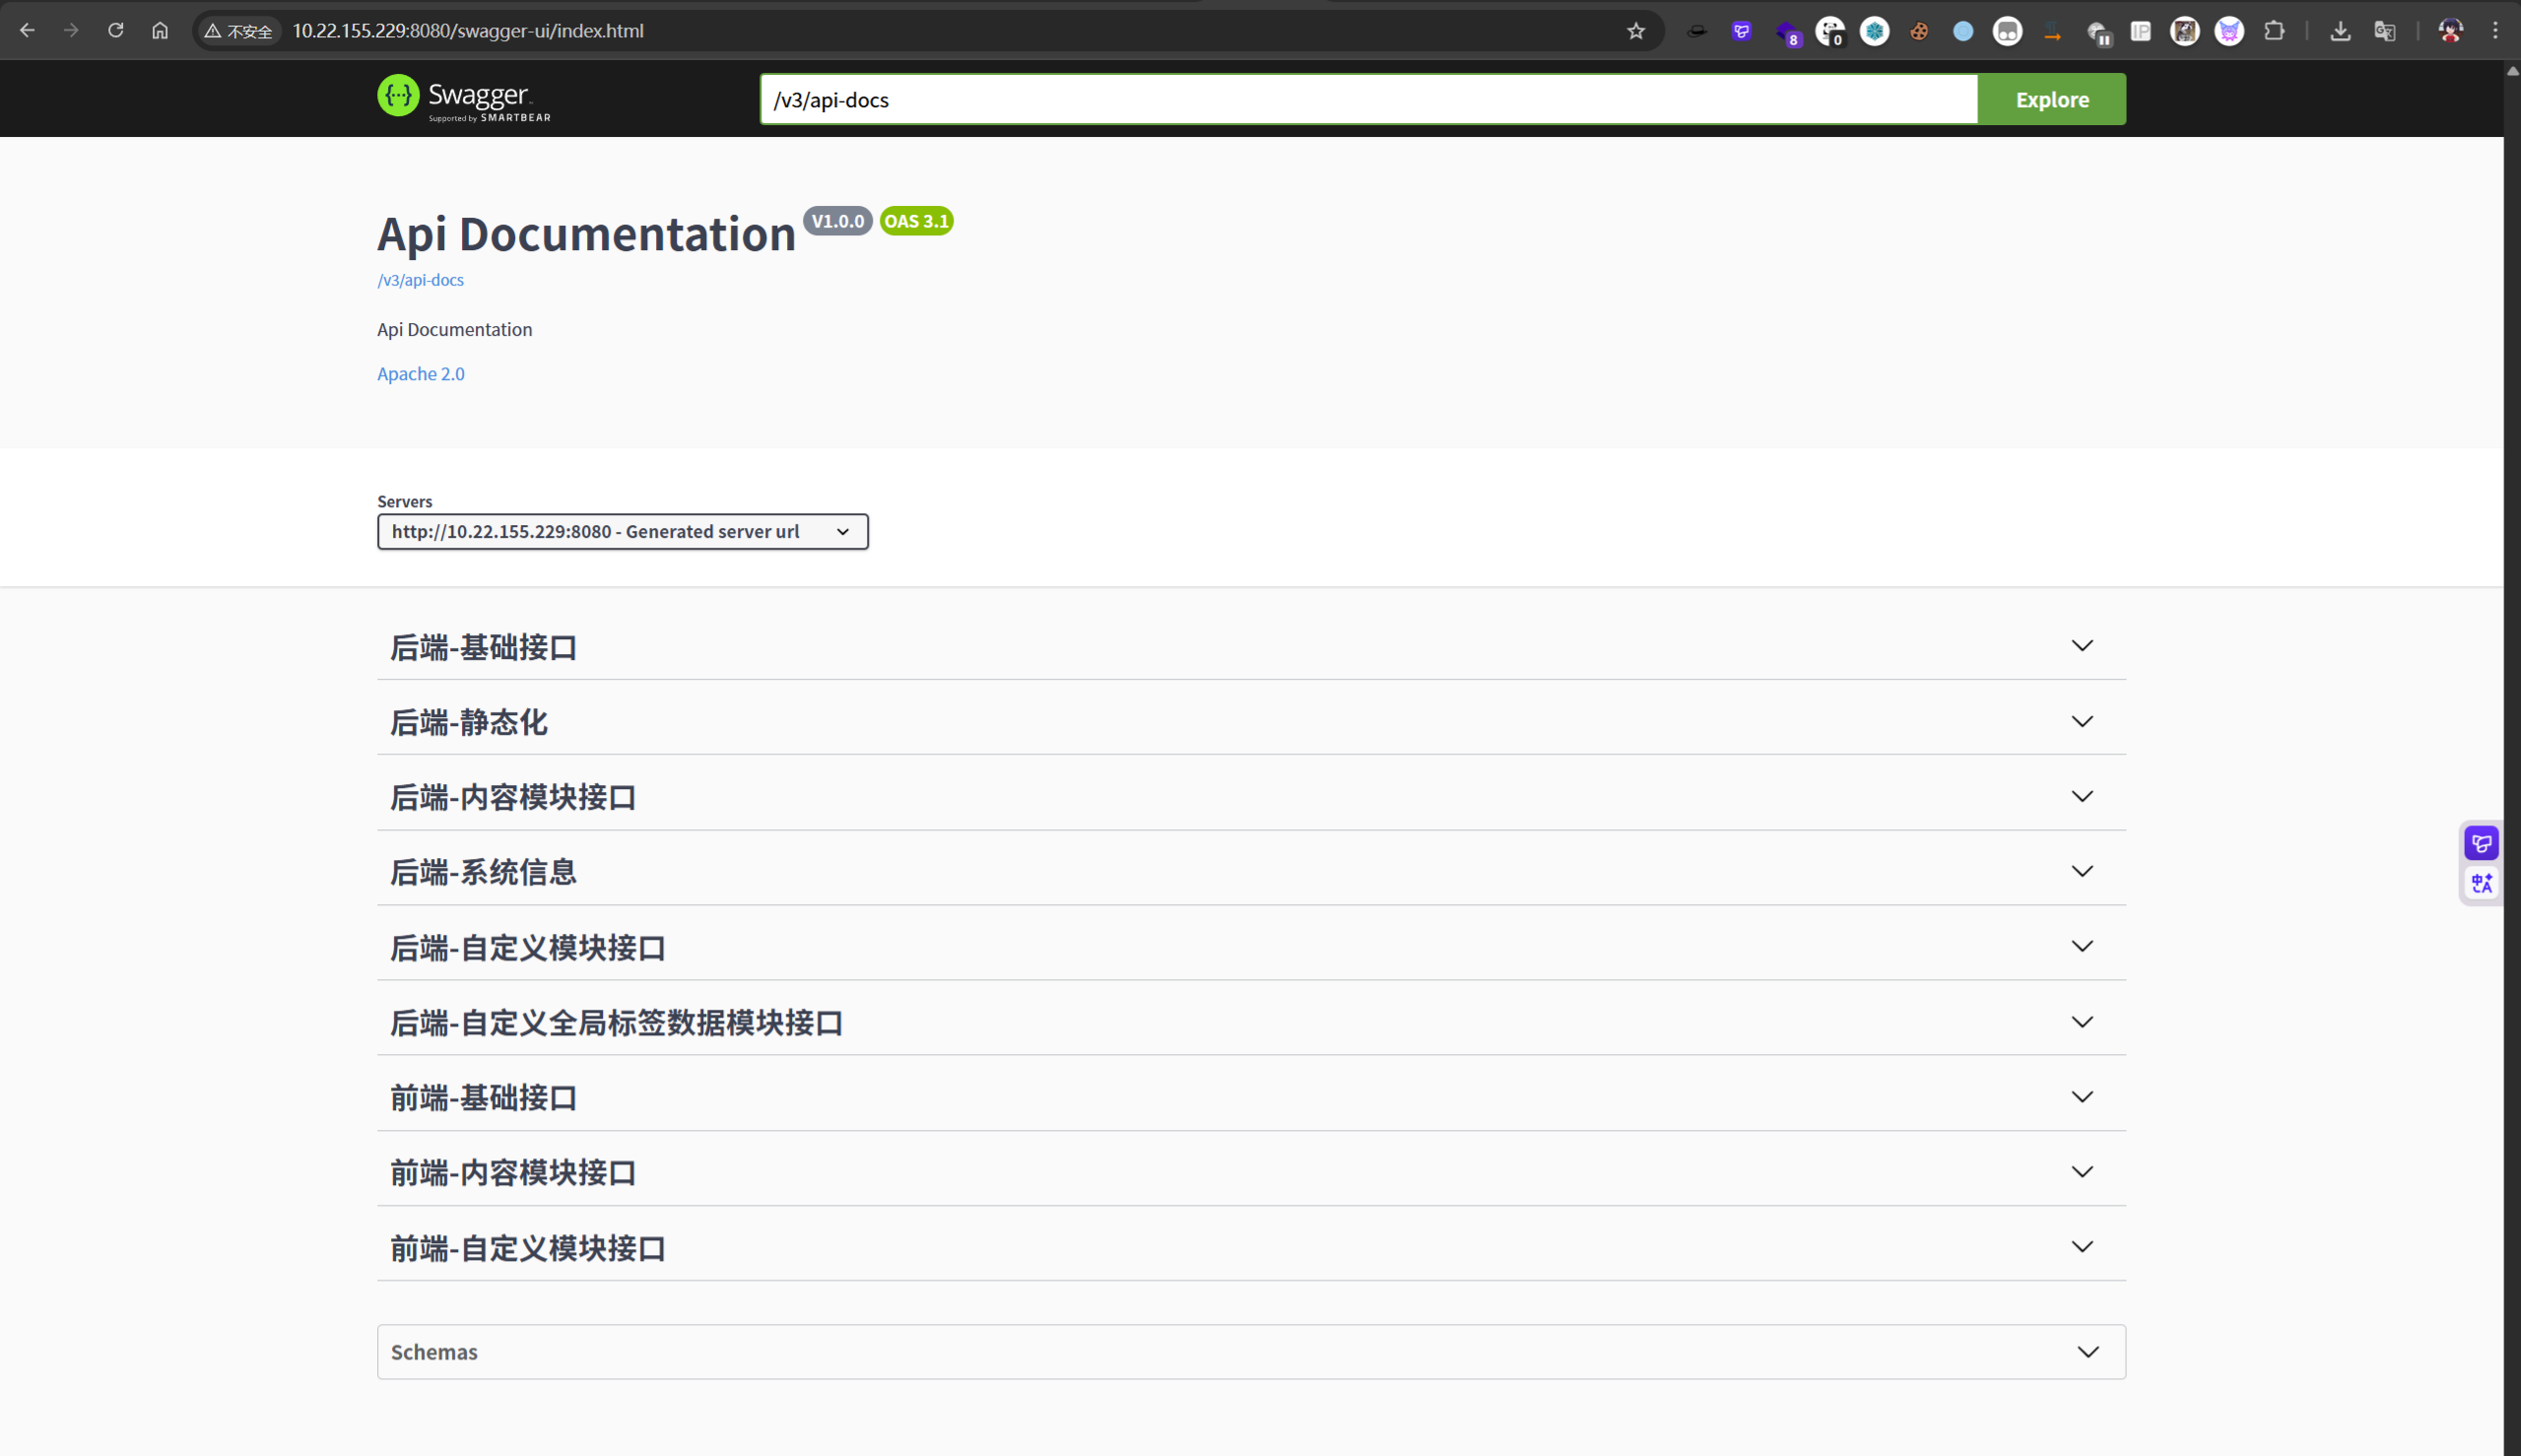 不安全 10.22.155.229:8080/swagger-ui/index.html
8
0
IP
Swagger
Supported by SMARTBEAR
/v3/api-docs
Explore
Api Documentation V1.0.0 OAS 3.1
/v3/api-docs
Api Documentation
Apache 2.0
Servers
http://10.22.155.229:8080 - Generated server url
后端-基础接口
后端-静态化
后端-内容模块接口
后端-系统信息
后端-自定义模块接口
后端-自定义全局标签数据模块接口
前端-基础接口
前端-内容模块接口
前端-自定义模块接口
Schemas